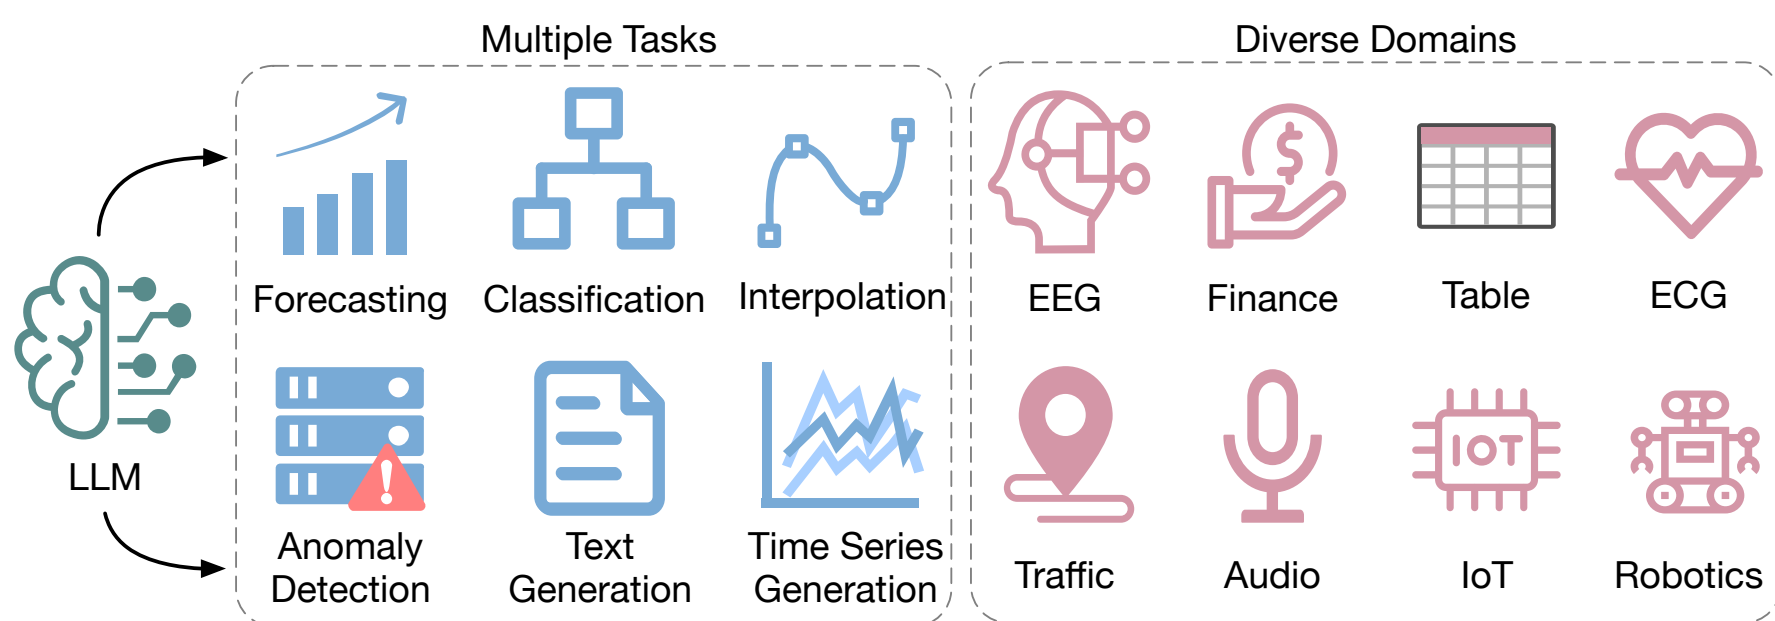 Multiple Tasks
Diverse Domains
Forecasting
Classification
Interpolation
EEG
Finance
Table
ECG
LLM
IOT
Anomaly
Detection
Text
Generation
Time Series
Generation
Traffic
Audio
IoT
Robotics